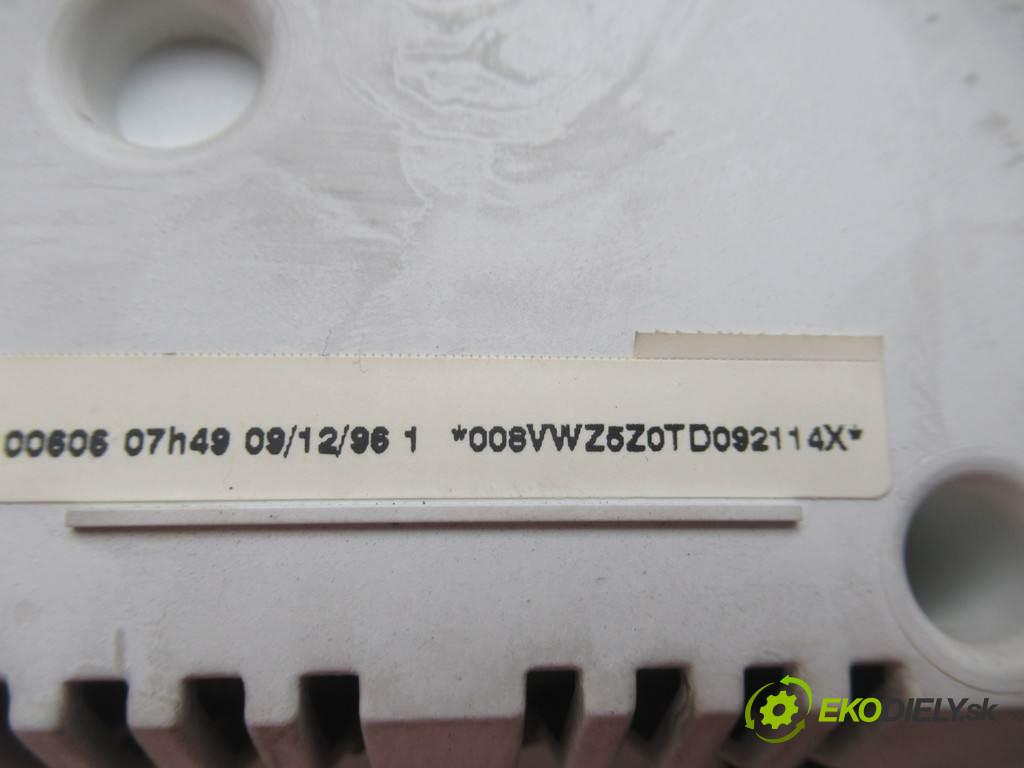 00606 07h49 09/12/96 1 *008VWZ5Z0TD092114X*
EKODIELY.sk